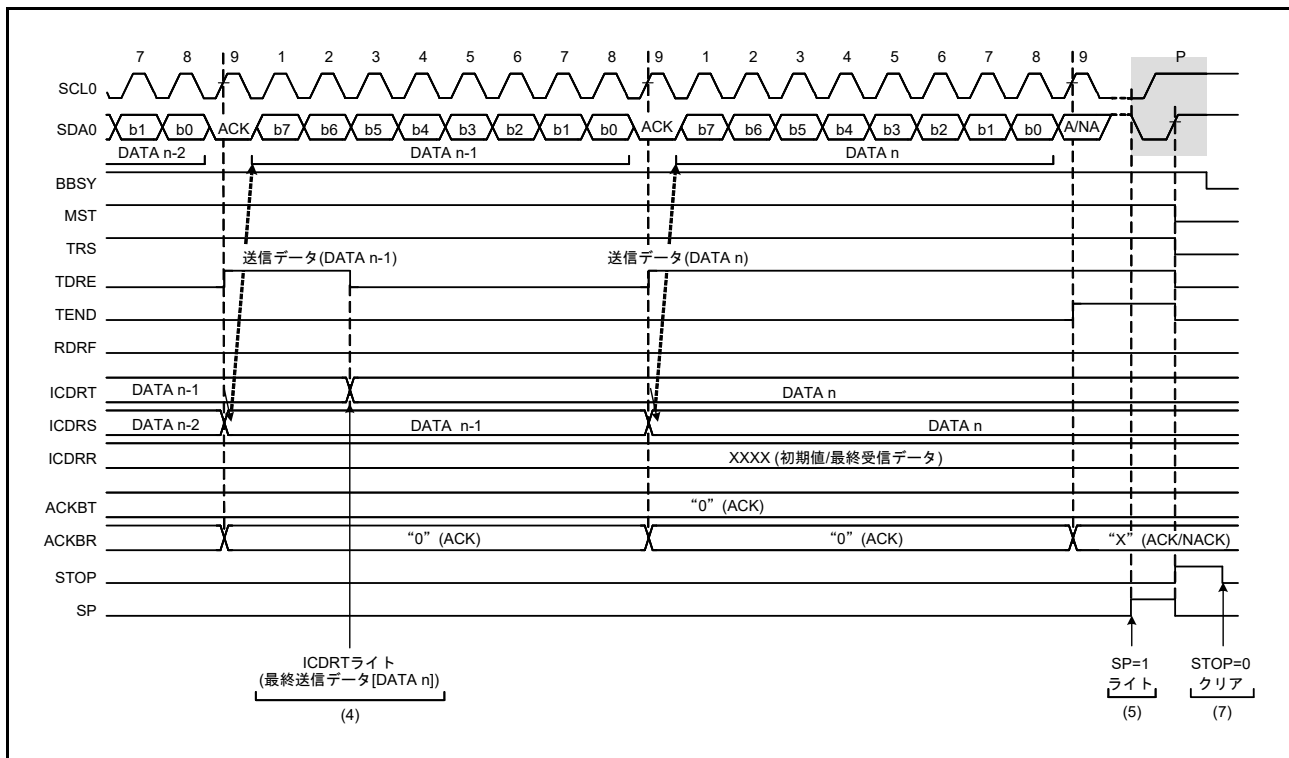 7 8 9 1 2 3 4 5 6 7 8 9 1 2 3 4 5 6 7 8 9 P
SCL0
SDA0 b1 b0 ACK b7 b6 b5 b4 b3 b2 b1 b0 ACK b7 b6 b5 b4 b3 b2 b1 b0 A/NA
DATA n-2 DATA n-1 DATA n
BBSY
MST
TRS
送信データ(DATA n-1) 送信データ(DATA n)
TDRE
TEND
RDRF
ICDRT DATA n-1 DATA n
ICDRS DATA n-2 DATA n-1 DATA n
ICDRR XXXX (初期値/最終受信データ)
ACKBT “0” (ACK)
ACKBR “0” (ACK) “0” (ACK) “X” (ACK/NACK)
STOP
SP
ICDRTライト
(最終送信データ[DATA n])
(4)
SP=1
ライト
(5)
STOP=0
クリア
(7)